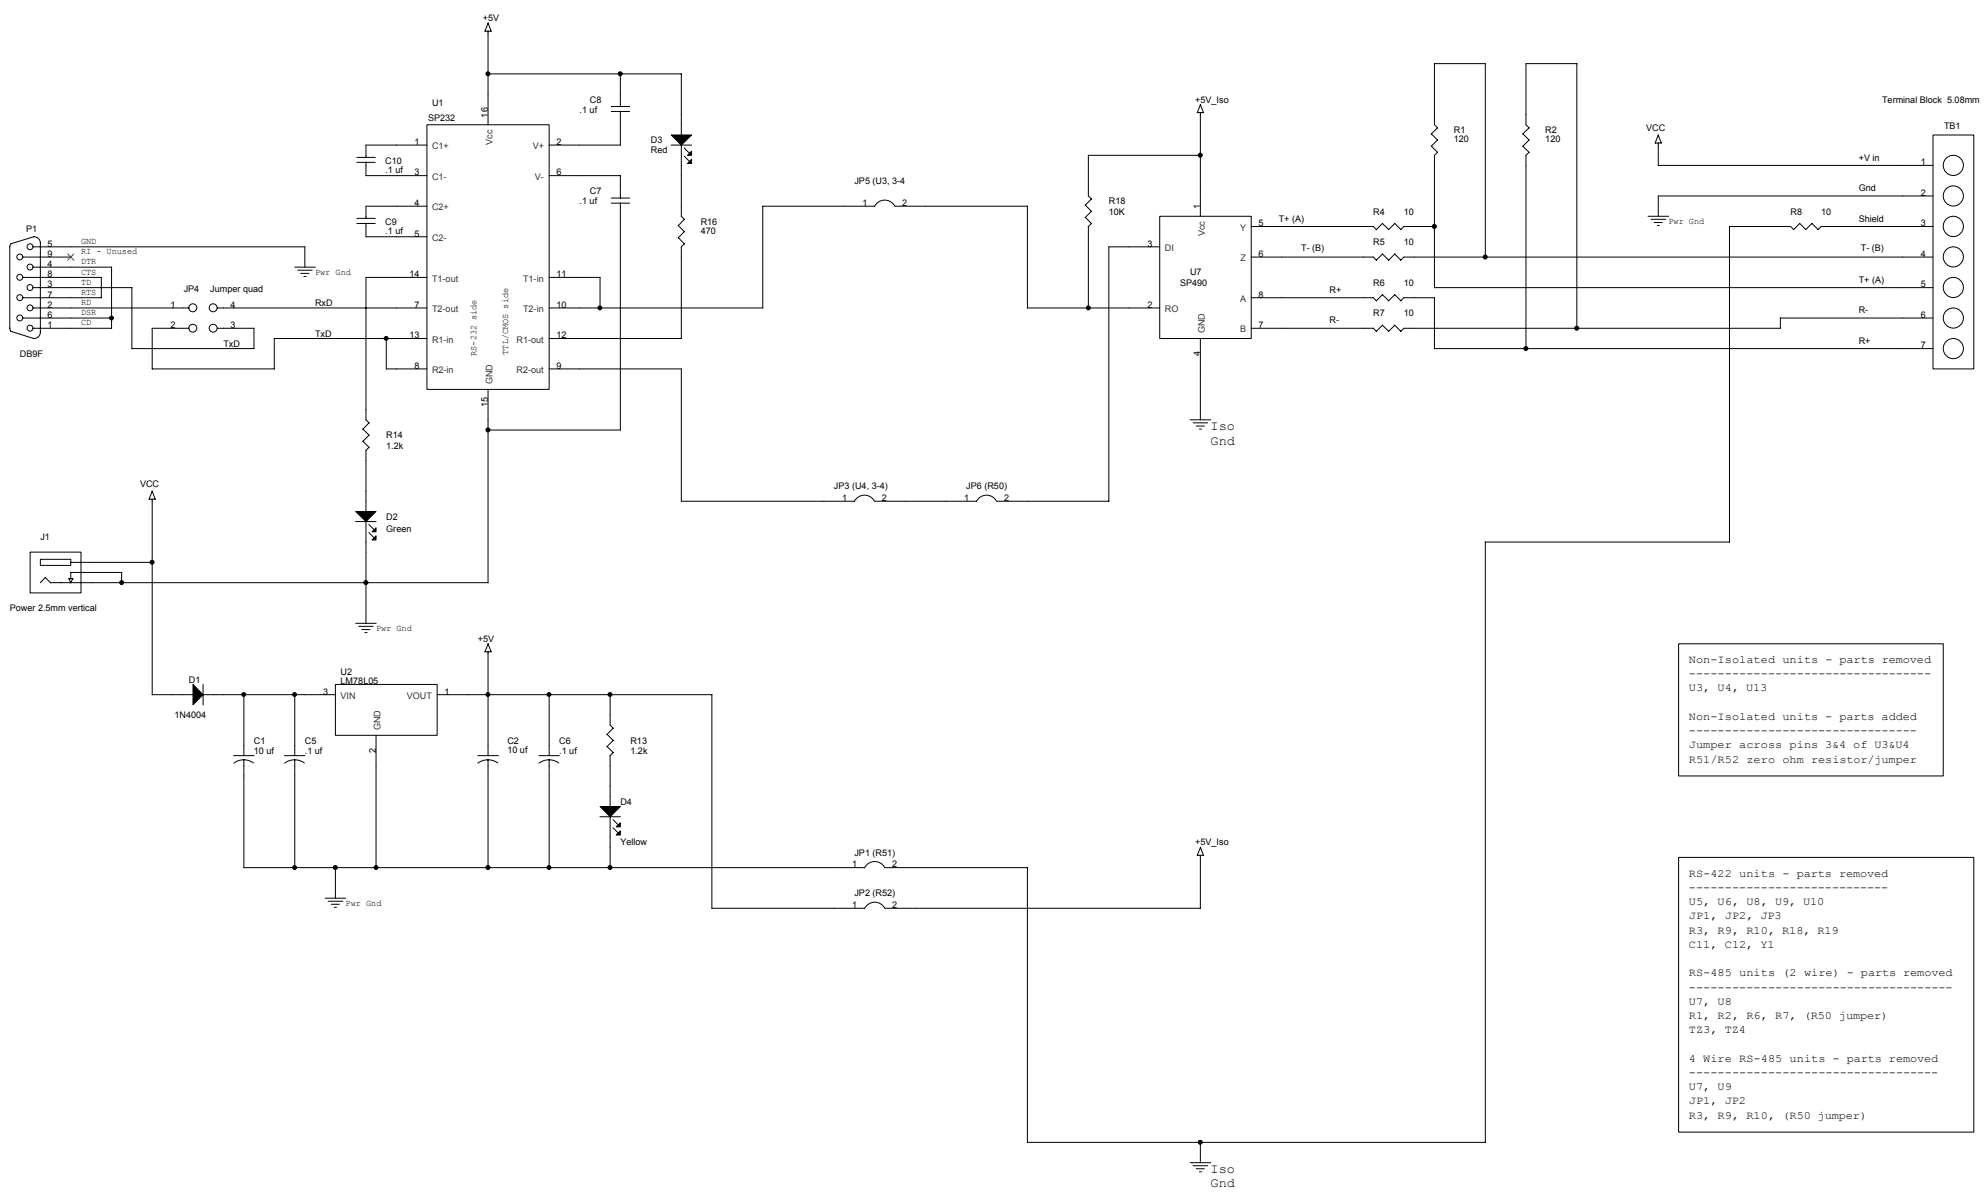 +5V
U1
SP232
16
Vcc
1 C1+
3 C1-
4 C2+
5 C2-
14 T1-out
7 T2-out
13 R1-in
8 R2-in
V+ 2
V- 6
T1-in 11
T2-in 10
R1-out 12
R2-out 9
RS-232 side
TTL/CMOS side
GND
15
C10
.1 uf
C9
.1 uf
C8
.1 uf
C7
.1 uf
D3
Red
R16
470
P1
5 GND
9 RI - Unused
4 DTR
8 CTS
3 TD
7 RTS
2 RD
6 DSR
1 CD
DB9F
Pwr Gnd
JP4 Jumper quad
1 4
2 3
RxD
TxD
TxD
R14
1.2k
D2
Green
Pwr Gnd
VCC
J1
Power 2.5mm vertical
D1
1N4004
U2
LM78L05
3 VIN
VOUT 1
GND
2
+5V
C1
10 uf
C5
.1 uf
C2
10 uf
C6
.1 uf
R13
1.2k
D4
Yellow
Pwr Gnd
JP1 (R51)
1 2
JP2 (R52)
1 2
+5V_Iso
JP5 (U3, 3-4
1 2
JP3 (U4, 3-4)
1 2
JP6 (R50)
1 2
+5V_Iso
R18
10K
1
Vcc
3 DI
2 RO
U7
SP490
Y 5
Z 6
A 8
B 7
GND
4
Iso
Gnd
T+ (A)
T- (B)
R+
R-
R4 10
R5 10
R6 10
R7 10
R1
120
R2
120
VCC
Pwr Gnd
R8 10
Terminal Block 5.08mm
TB1
+V in 1
Gnd 2
Shield 3
T- (B) 4
T+ (A) 5
R- 6
R+ 7
Iso
Gnd
Non-Isolated units - parts removed
----------------------------------
U3, U4, U13
Non-Isolated units - parts added
--------------------------------
Jumper across pins 3&4 of U3&U4
R51/R52 zero ohm resistor/jumper
RS-422 units - parts removed
----------------------------
U5, U6, U8, U9, U10
JP1, JP2, JP3
R3, R9, R10, R18, R19
C11, C12, Y1
RS-485 units (2 wire) - parts removed
-------------------------------------
U7, U8
R1, R2, R6, R7, (R50 jumper)
TZ3, TZ4
4 Wire RS-485 units - parts removed
-----------------------------------
U7, U9
JP1, JP2
R3, R9, R10, (R50 jumper)